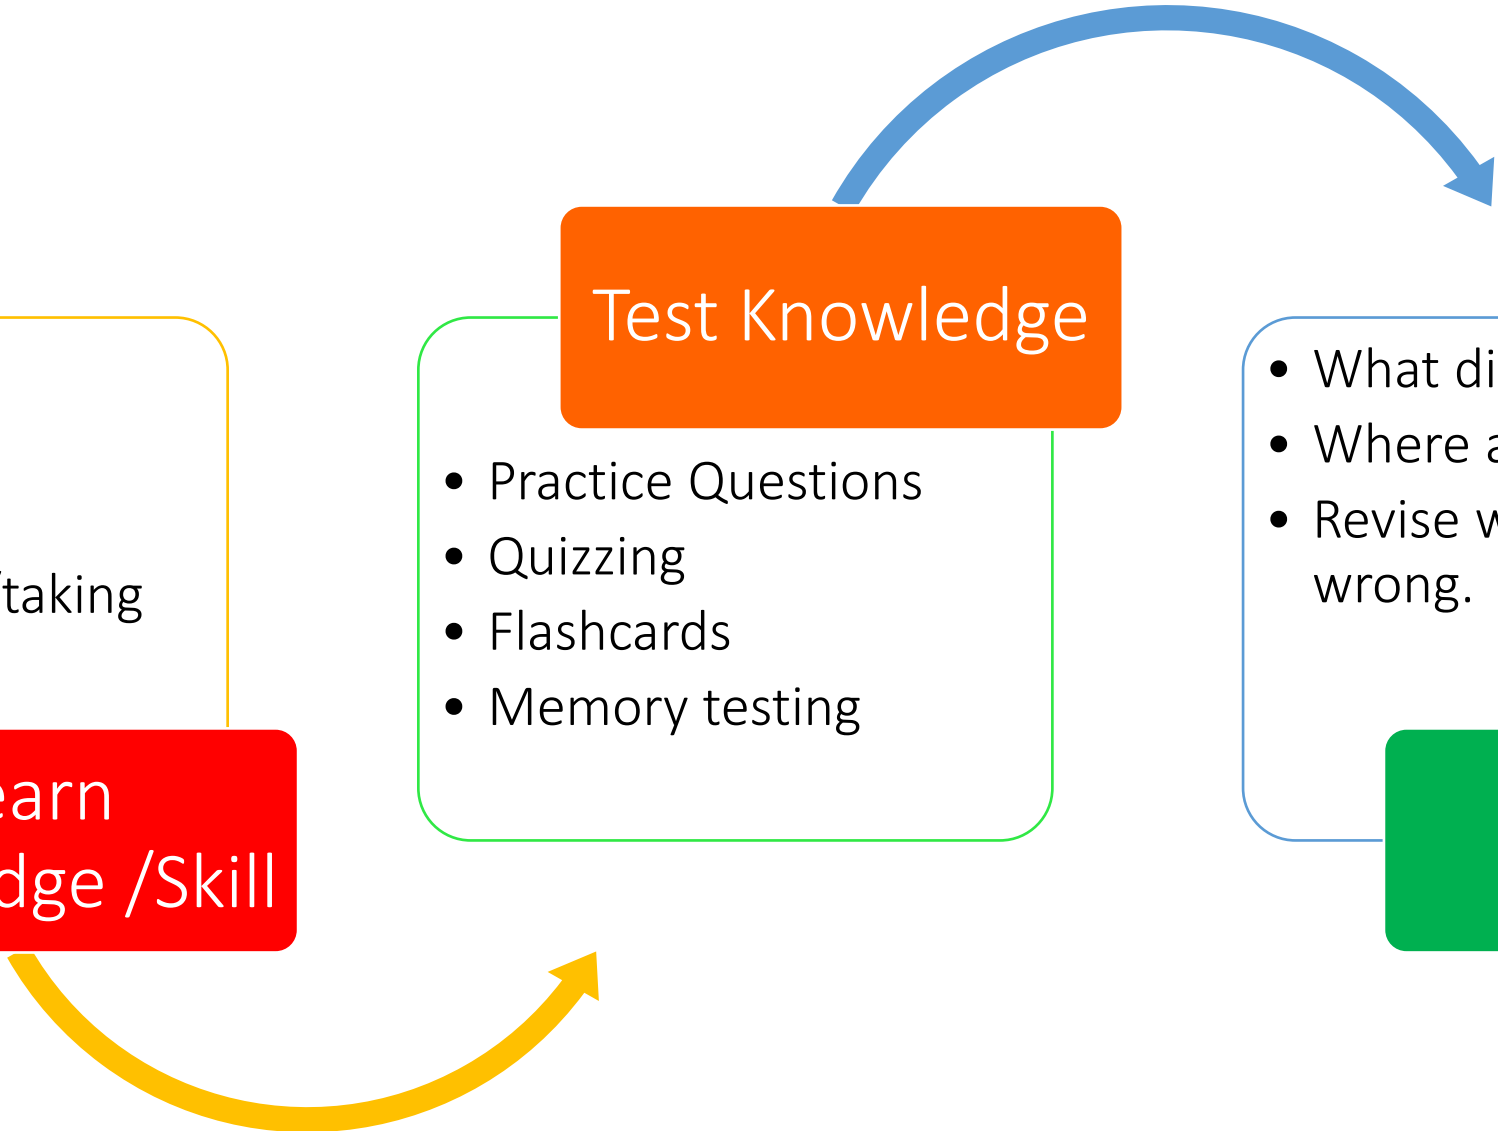 /taking
earn
dge /Skill
Test Knowledge
• Practice Questions
• Quizzing
• Flashcards
• Memory testing
• What di
• Where a
• Revise w
wrong.